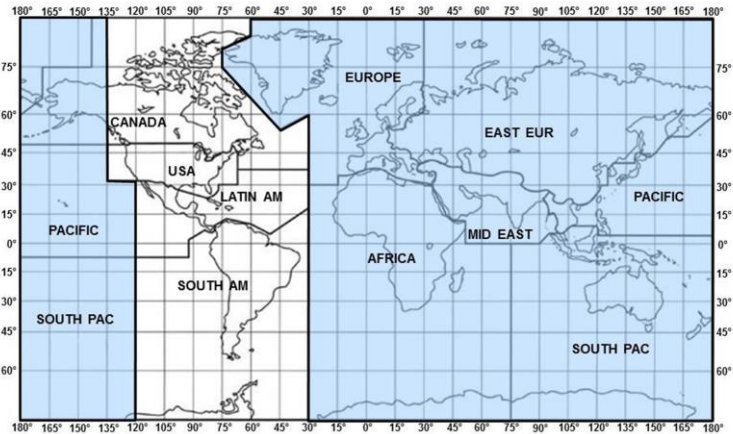 180° 165° 150° 135° 120° 105° 90° 75° 60° 45° 30° 15° 0° 15° 30° 45° 60° 75° 90° 105° 120° 135° 150° 165° 180°
75° 75°
EUROPE
60° 60°
CANADA
EAST EUR
45° 45°
USA
30° LATIN AM PACIFIC 30°
15° 15°
PACIFIC MID EAST
0° 0°
AFRICA
15° 15°
SOUTH AM
30° 30°
SOUTH PAC
45° 45°
SOUTH PAC
60° 60°
180° 165° 150° 135° 120° 105° 90° 75° 60° 45° 30 15° 0° 15° 30° 45° 60° 75° 90° 105° 120° 135° 150° 165° 180°